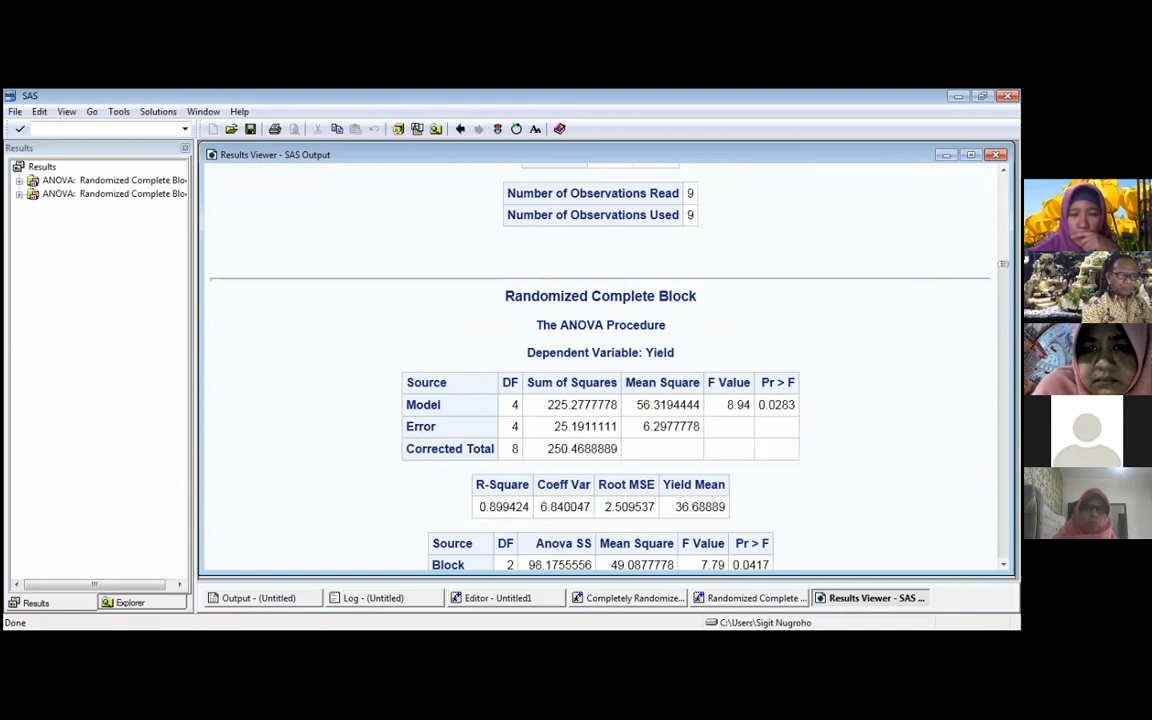 SAS
File Edit View Go Tools Solutions Window Help
Results
Results Viewer - SAS Output
Results
ANOVA: Randomized Complete Blo
ANOVA: Randomized Complete Blo
Number of Observations Read 9
Number of Observations Used 9
Randomized Complete Block
The ANOVA Procedure
Dependent Variable: Yield
Source DF Sum of Squares Mean Square F Value Pr > F
Model 4 225.2777778 56.3194444 8.94 0.0283
Error 4 25.1911111 6.2977778
Corrected Total 8 250.4688889
R-Square Coeff Var Root MSE Yield Mean
0.899424 6.840047 2.509537 36.68889
Source DF Anova SS Mean Square F Value Pr > F
Block 2 98.1755556 49.0877778 7.79 0.0417
Results Explorer
Output - (Untitled) Log - (Untitled) Editor - Untitled1 Completely Randomize... Randomized Complete ... Results Viewer - SAS ...
Done C:\Users\Sigit Nugroho